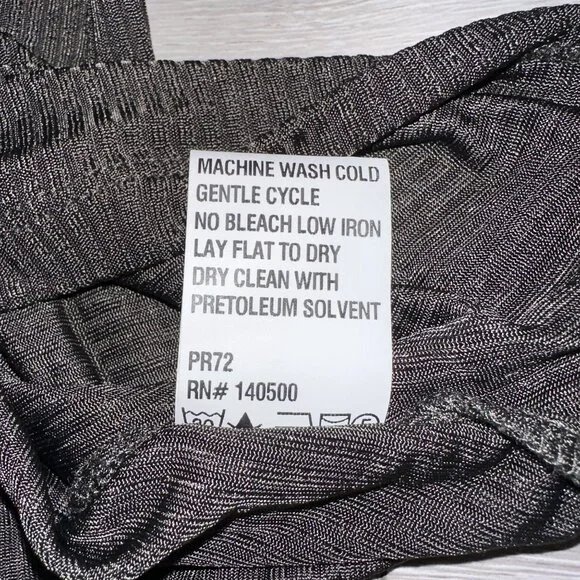 MACHINE WASH COLD
GENTLE CYCLE
NO BLEACH LOW IRON
LAY FLAT TO DRY
DRY CLEAN WITH
PRETOLEUM SOLVENT
PR72
RN# 140500